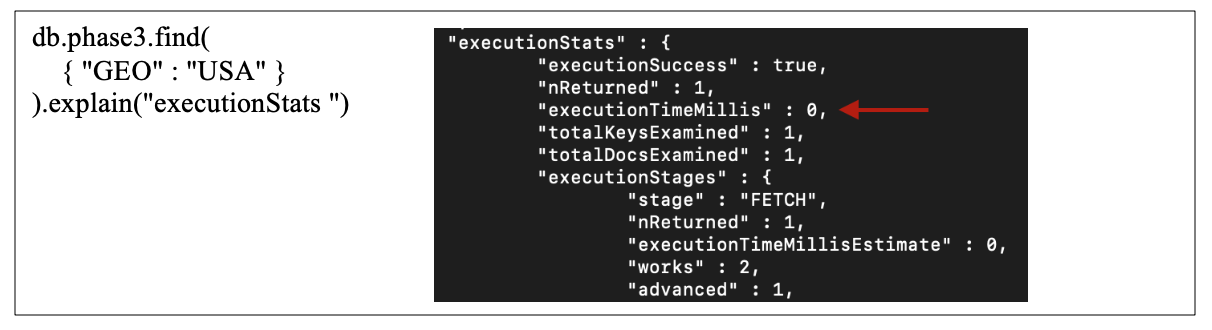 db.phase3.find(
{ "GEO" : "USA" }
).explain("executionStats ")
"executionStats" : {
"executionSuccess" : true,
"nReturned" : 1,
"executionTimeMillis" : 0,
"totalKeysExamined" : 1,
"totalDocsExamined" : 1,
"executionStages" : {
"stage" : "FETCH",
"nReturned" : 1,
"executionTimeMillisEstimate" : 0,
"works" : 2,
"advanced" : 1,